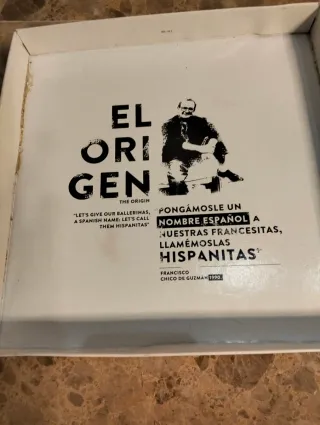 EL
ORI
GEN
THE ORIGIN
"LET'S GIVE OUR BALLERINAS,
A SPANISH NAME: LET'S CALL
THEM HISPANITAS"
"PONGÁMOSLE UN
NOMBRE ESPAÑOL A
NUESTRAS FRANCESITAS,
LLAMÉMOSLAS
HISPANITAS"
FRANCISCO
CHICO DE GUZMÁN